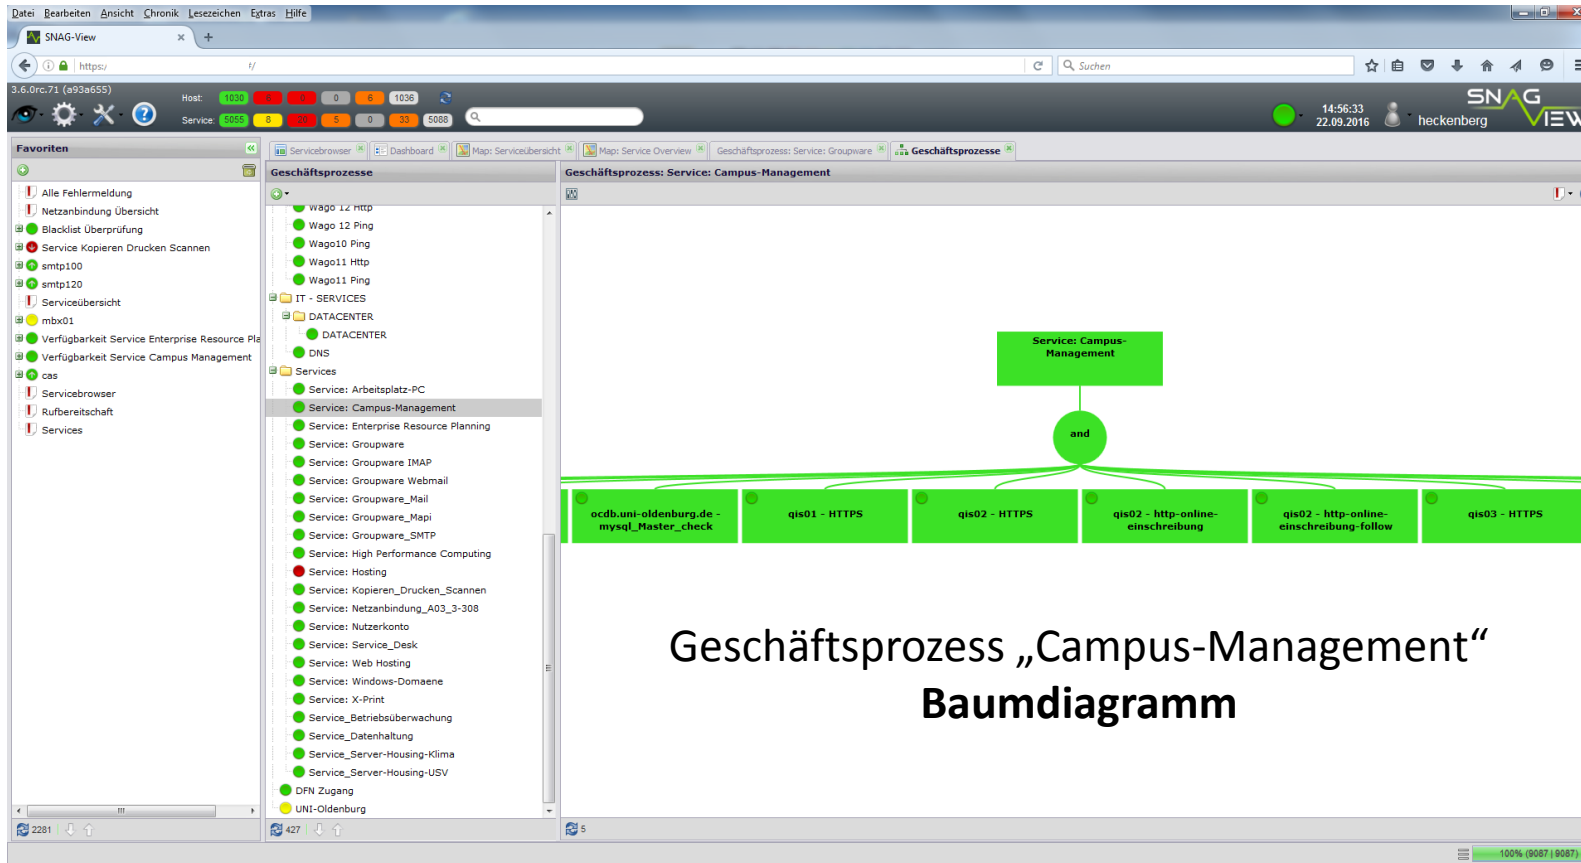 Datei Bearbeiten Ansicht Chronik Lesezeichen Extras Hilfe
SNAG-View
https:/
Suchen
3.6.0rc.71 (a93a655)
Host: 1030 6 0 0 6 1036
Service: 5055 8 20 5 0 33 5088
14:56:33
22.09.2016
heckenberg
SNAG
VIEW
Favoriten
Servicebrowser
Dashboard
Map: Serviceübersicht
Map: Service Overview
Geschäftsprozess: Service: Groupware
Geschäftsprozesse
Alle Fehlermeldung
Netzanbindung Übersicht
Blacklist Überprüfung
Service Kopieren Drucken Scannen
smtp100
smtp120
Serviceübersicht
mbx01
Verfügbarkeit Service Enterprise Resource Pla
Verfügbarkeit Service Campus Management
cas
Servicebrowser
Rufbereitschaft
Services
2281
Geschäftsprozesse
Wago 12 Http
Wago 12 Ping
Wago10 Ping
Wago11 Http
Wago11 Ping
IT - SERVICES
DATACENTER
DATACENTER
DNS
Services
Service: Arbeitsplatz-PC
Service: Campus-Management
Service: Enterprise Resource Planning
Service: Groupware
Service: Groupware IMAP
Service: Groupware Webmail
Service: Groupware_Mail
Service: Groupware_Mapi
Service: Groupware_SMTP
Service: High Performance Computing
Service: Hosting
Service: Kopieren_Drucken_Scannen
Service: Netzanbindung_A03_3-308
Service: Nutzerkonto
Service: Service_Desk
Service: Web Hosting
Service: Windows-Domaene
Service: X-Print
Service_Betriebsüberwachung
Service_Datenhaltung
Service_Server-Housing-Klima
Service_Server-Housing-USV
DFN Zugang
UNI-Oldenburg
427
Geschäftsprozess: Service: Campus-Management
Service: Campus-
Management
and
ocdb.uni-oldenburg.de -
mysql_Master_check
qis01 - HTTPS
qis02 - HTTPS
qis02 - http-online-
einschreibung
qis02 - http-online-
einschreibung-follow
qis03 - HTTPS
Geschäftsprozess „Campus-Management“
Baumdiagramm
5
100% (9087 | 9087)